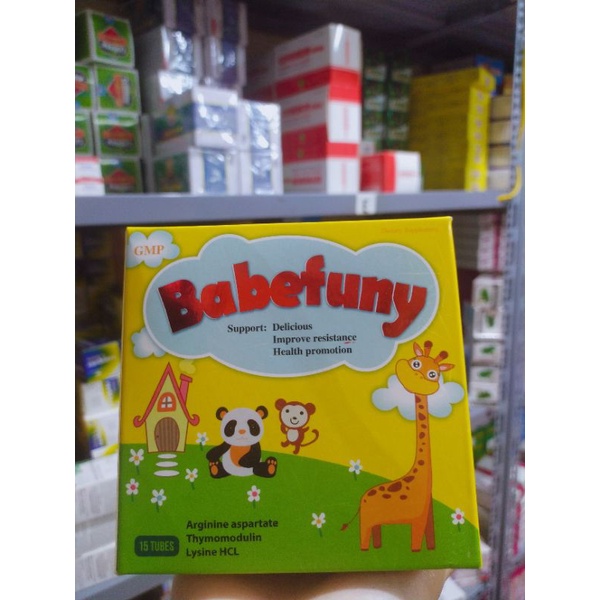 GMP
Babefuny
Support: Delicious
Improve resistance
Health promotion
15 TUBES
Arginine aspartate
Thymomodulin
Lysine HCL